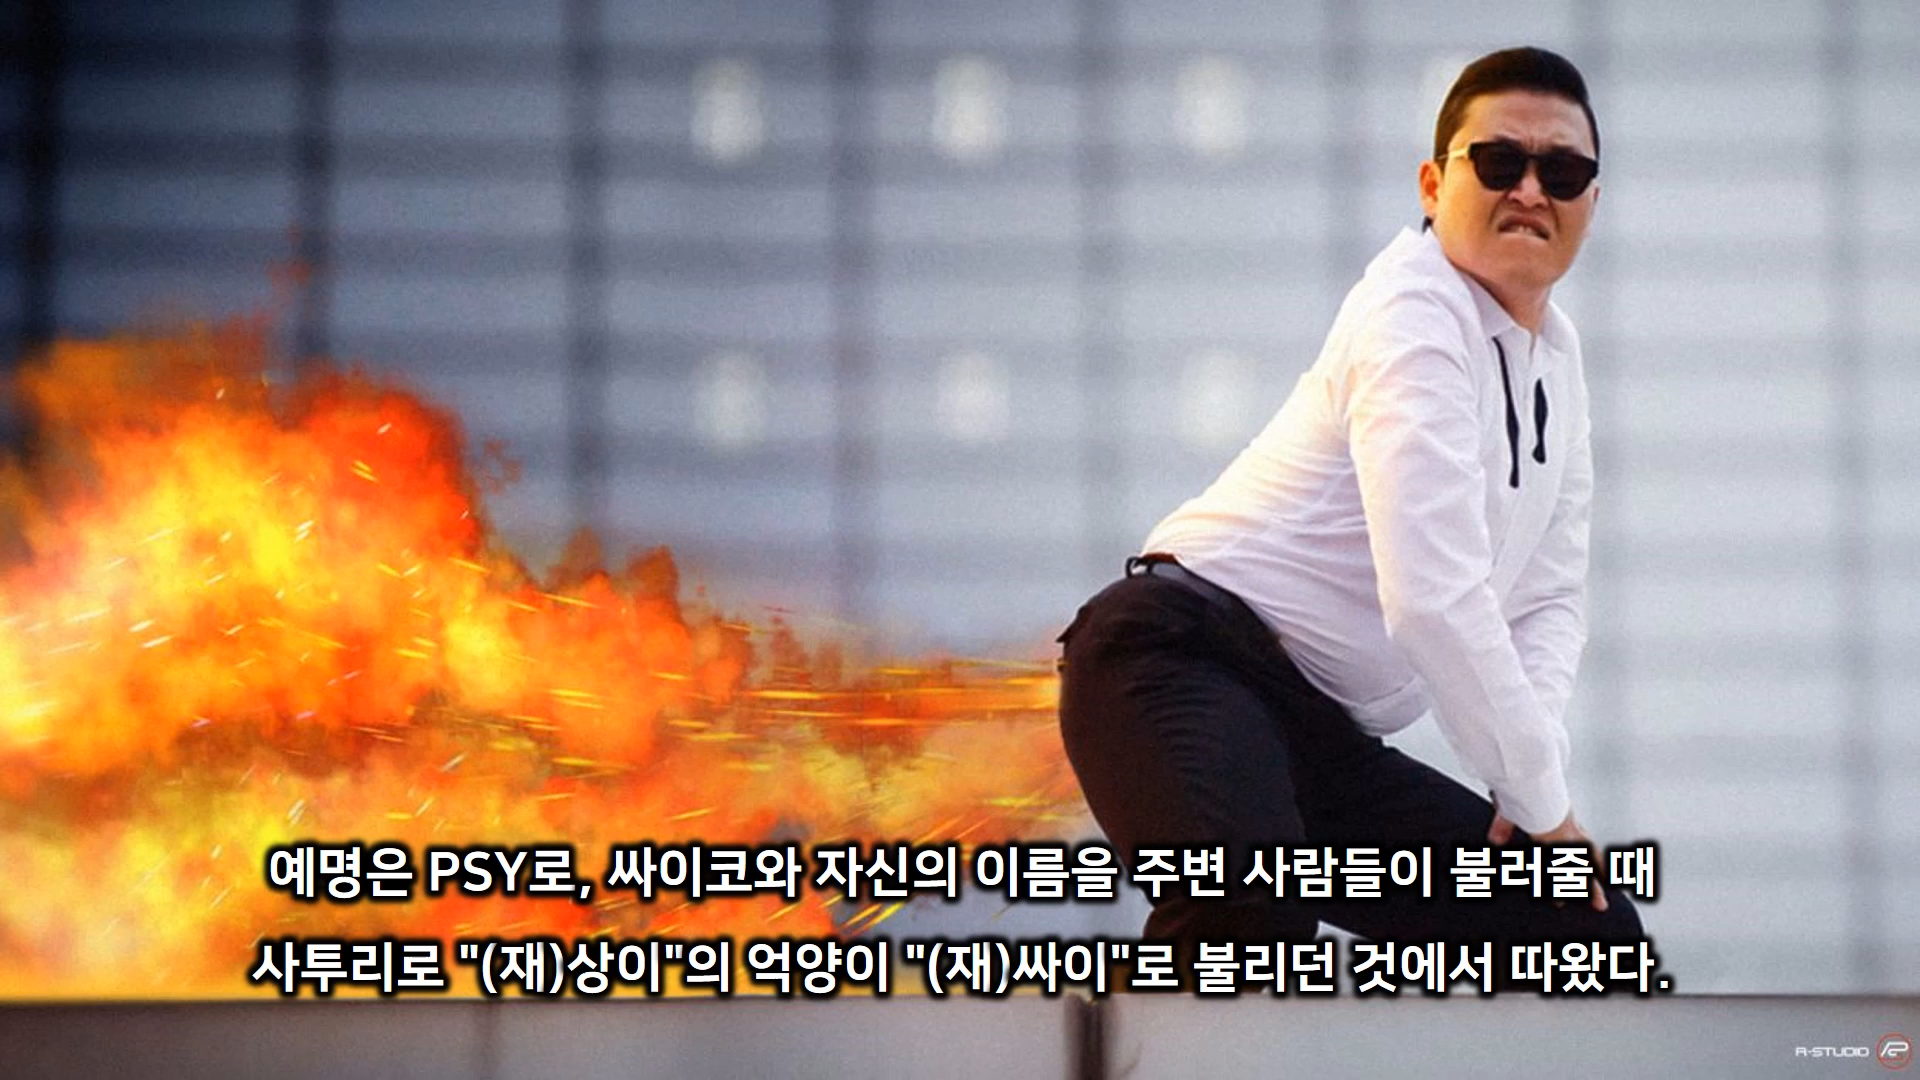 예명은 PSY로, 싸이코와 자신의 이름을 주변 사람들이 불러줄 때
사투리로 "(재)상이"의 억양이 "(재)싸이"로 불리던 것에서 따왔다.
R-STUDIO